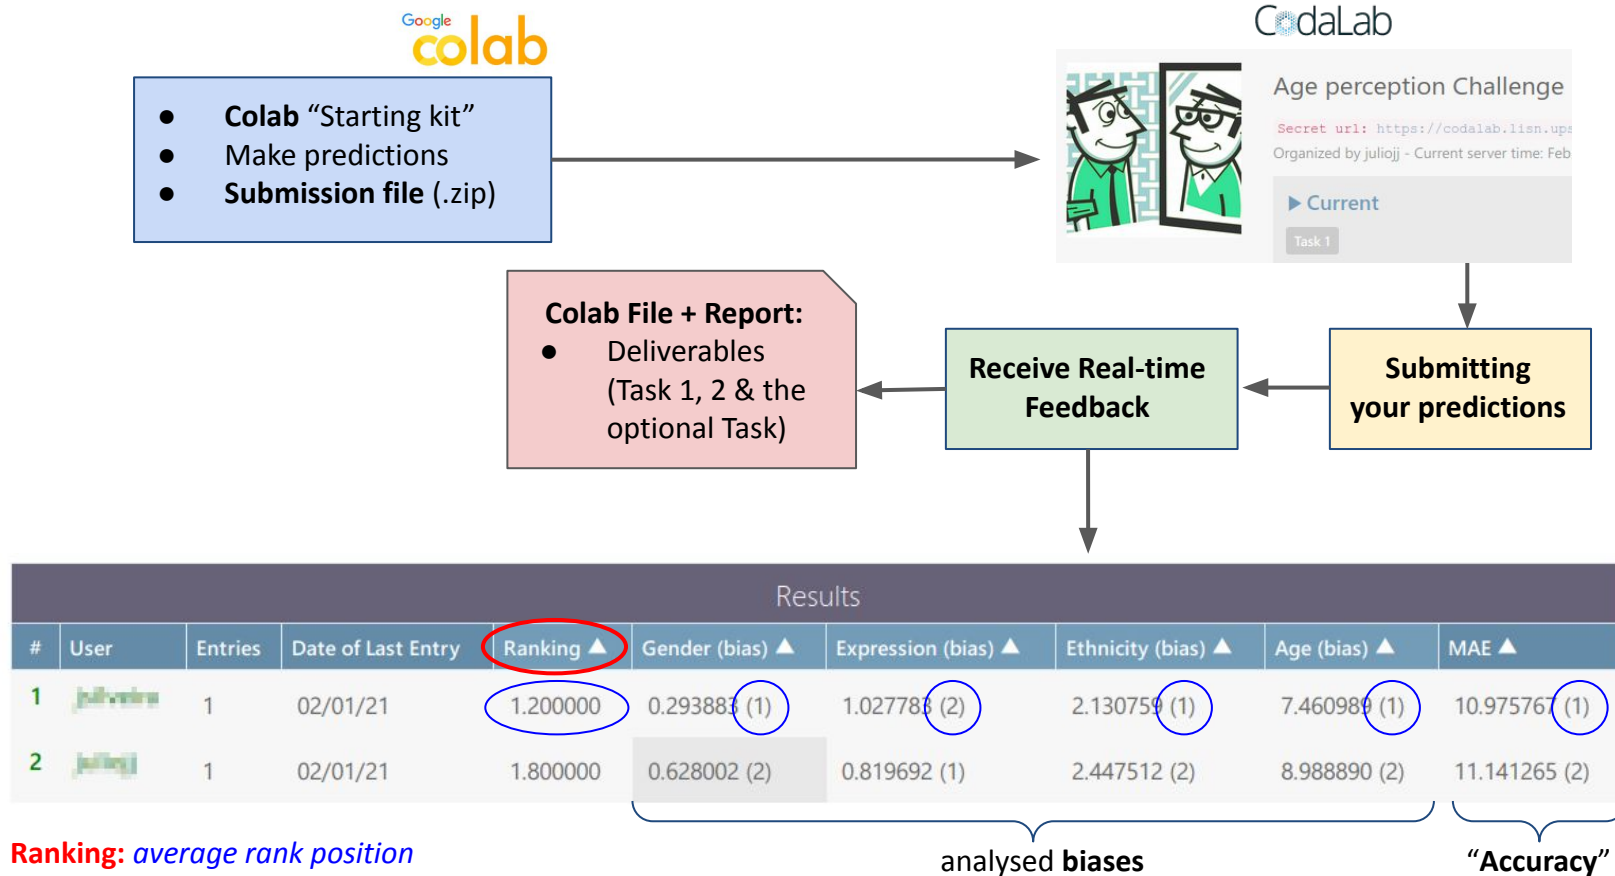 Google
colab
CodaLab
● Colab “Starting kit”
● Make predictions
● Submission file (.zip)
Age perception Challenge
Secret url: https://codalab.lisn.ups
Organized by juliojj - Current server time: Feb
▶ Current
Task 1
Colab File + Report:
● Deliverables
(Task 1, 2 & the
optional Task)
Receive Real-time
Feedback
Submitting
your predictions
Results
# User Entries Date of Last Entry Ranking ▲ Gender (bias) ▲ Expression (bias) ▲ Ethnicity (bias) ▲ Age (bias) ▲ MAE ▲
1 1 02/01/21 1.200000 0.293883 (1) 1.027783 (2) 2.130759 (1) 7.460989 (1) 10.975767 (1)
2 1 02/01/21 1.800000 0.628002 (2) 0.819692 (1) 2.447512 (2) 8.988890 (2) 11.141265 (2)
Ranking: average rank position
analysed biases
“Accuracy”